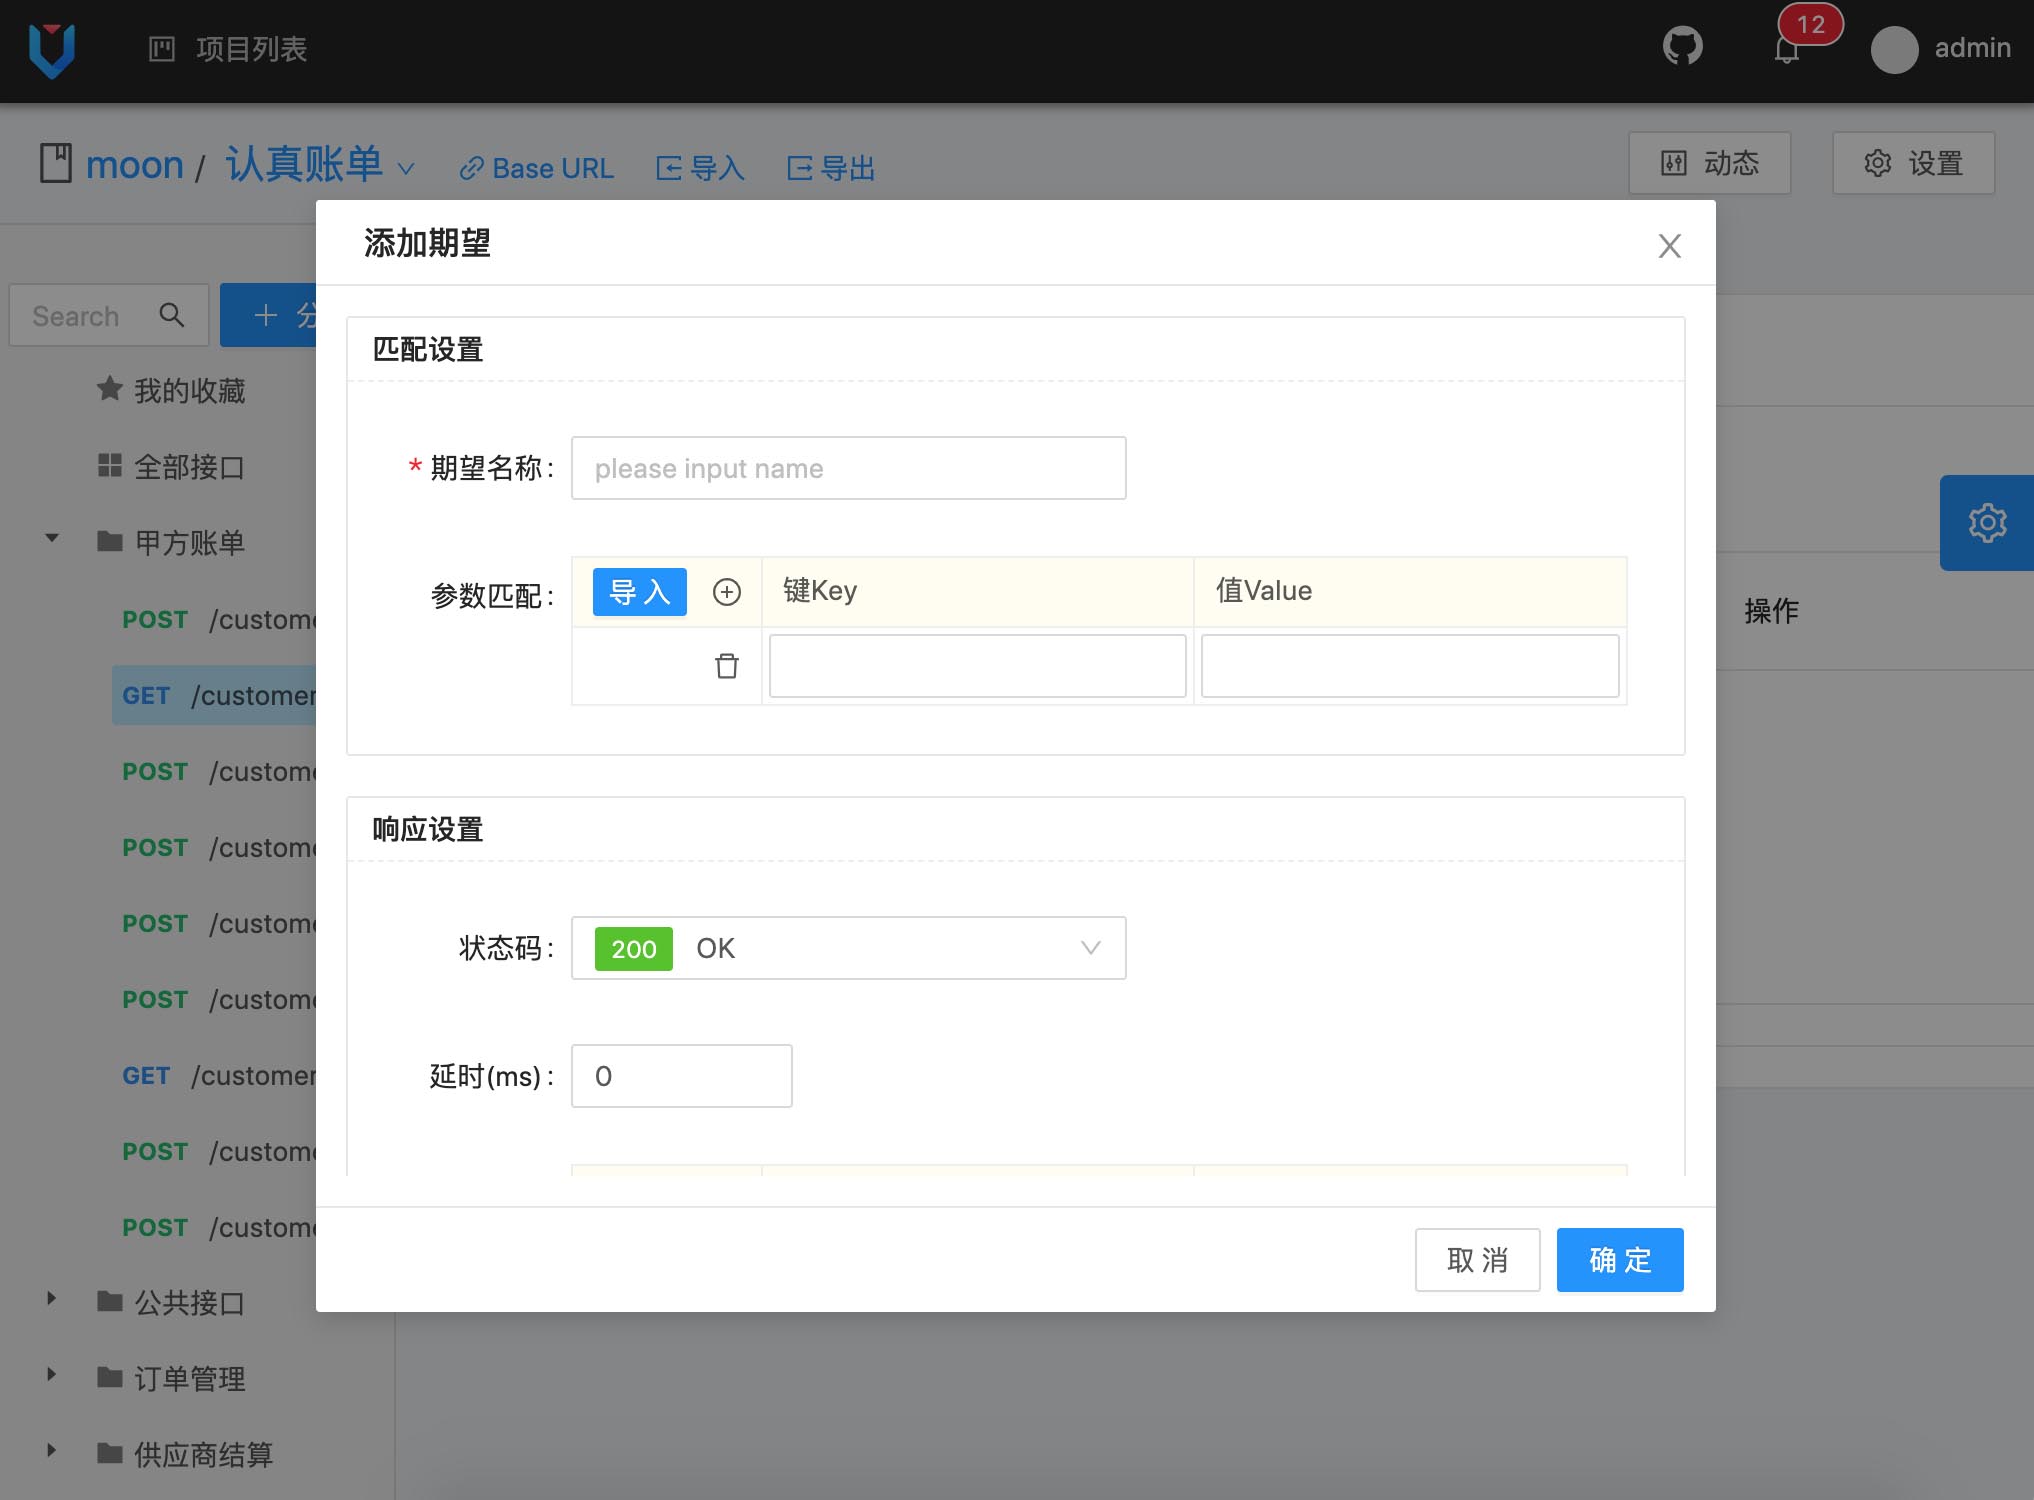 项目列表
12
admin
moon / 认真账单
Base URL
导入
导出
动态
设置
添加期望
Search
匹配设置
我的收藏
* 期望名称:
please input name
全部接口
甲方账单
参数匹配:
导 入
键Key
值Value
操作
POST /custome
GET /customer
POST /custome
响应设置
POST /custome
POST /custome
状态码:
200 OK
POST /custome
GET /customer
延时(ms):
0
POST /custome
POST /custome
取 消
确 定
公共接口
订单管理
供应商结算